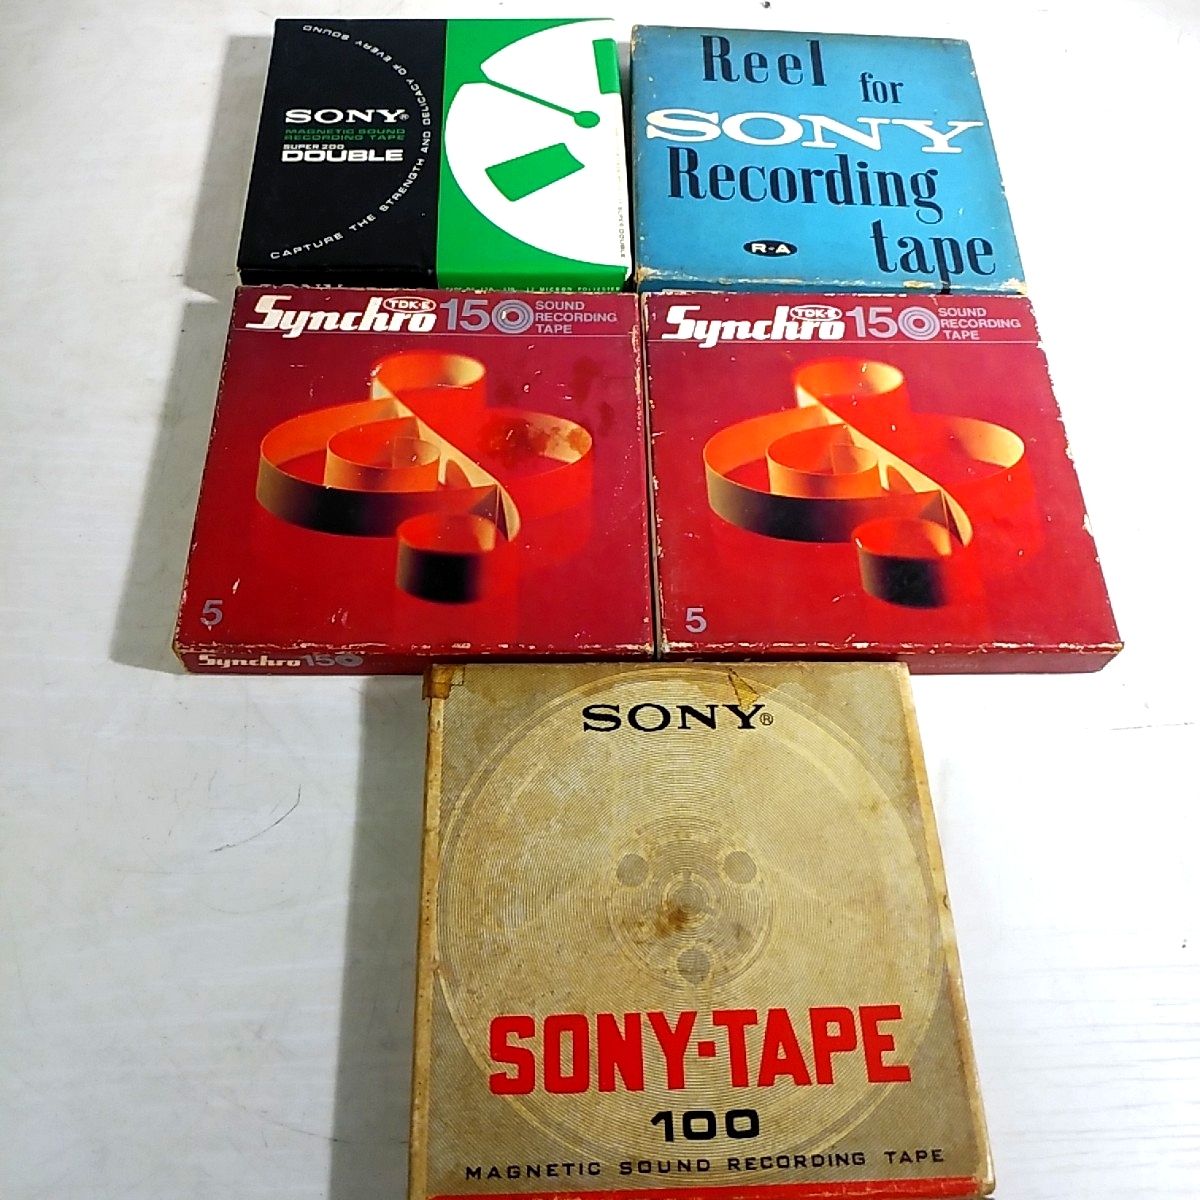 SONY®
MAGNETIC SOUND
RECORDING TAPE
SUPER 200
DOUBLE
CAPTURE THE STRENGTH AND DELICACY OF EVERY SOUND
Reel for
SONY
Recording
tape
R-A
Synchro 150
TDK-E
SOUND
RECORDING
TAPE
5
Synchro 150
Synchro 150
TDK-E
SOUND
RECORDING
TAPE
5
SONY®
SONY-TAPE
100
MAGNETIC SOUND RECORDING TAPE